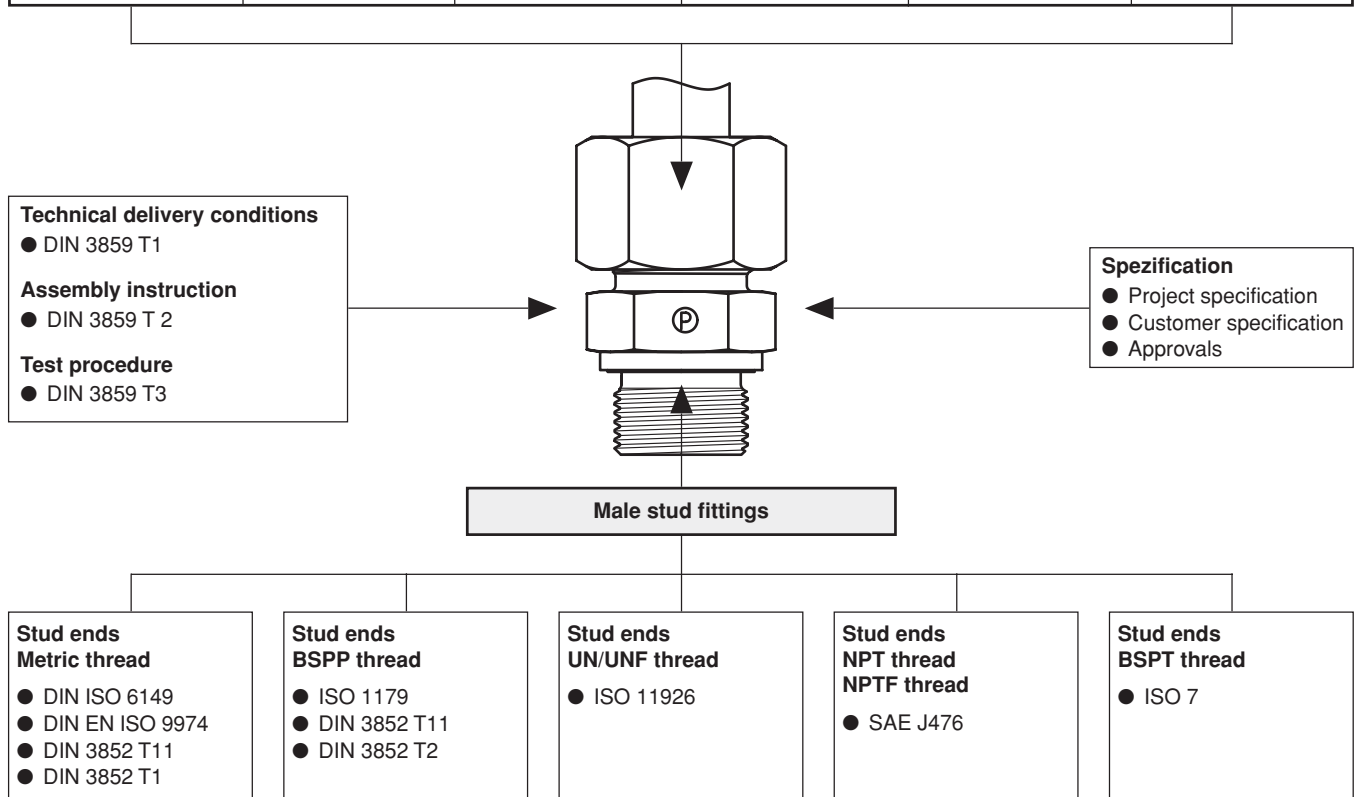 Technical delivery conditions
● DIN 3859 T1
Assembly instruction
● DIN 3859 T 2
Test procedure
● DIN 3859 T3
Spezification
● Project specification
● Customer specification
● Approvals
P
Male stud fittings
Stud ends
Metric thread
● DIN ISO 6149
● DIN EN ISO 9974
● DIN 3852 T11
● DIN 3852 T1
Stud ends
BSPP thread
● ISO 1179
● DIN 3852 T11
● DIN 3852 T2
Stud ends
UN/UNF thread
● ISO 11926
Stud ends
NPT thread
NPTF thread
● SAE J476
Stud ends
BSPT thread
● ISO 7